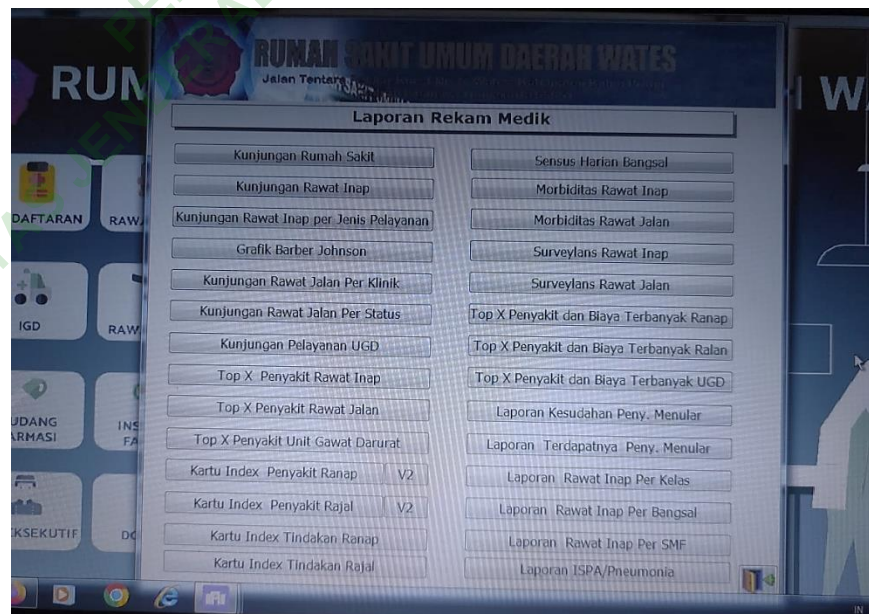 RUMAH SAKIT UMUM DAERAH WATES
Jalan Tentara
RUM
W
Laporan Rekam Medik
Kunjungan Rumah Sakit
Kunjungan Rawat Inap
Kunjungan Rawat Inap per Jenis Pelayanan
Grafik Barber Johnson
Kunjungan Rawat Jalan Per Klinik
Kunjungan Rawat Jalan Per Status
Kunjungan Pelayanan UGD
Top X Penyakit Rawat Inap
Top X Penyakit Rawat Jalan
Top X Penyakit Unit Gawat Darurat
Kartu Index Penyakit Ranap V2
Kartu Index Penyakit Rajal V2
Kartu Index Tindakan Ranap
Kartu Index Tindakan Rajal
Sensus Harian Bangsal
Morbiditas Rawat Inap
Morbiditas Rawat Jalan
Surveylans Rawat Inap
Surveylans Rawat Jalan
Top X Penyakit dan Biaya Terbanyak Ranap
Top X Penyakit dan Biaya Terbanyak Ralan
Top X Penyakit dan Biaya Terbanyak UGD
Laporan Kesudahan Peny. Menular
Laporan Terdapatnya Peny. Menular
Laporan Rawat Inap Per Kelas
Laporan Rawat Inap Per Bangsal
Laporan Rawat Inap Per SMF
Laporan ISPA/Pneumonia
DAFTARAN
RAWA
IGD
RAW
UDANG
ARMASI
INS
FA
EKSEKUTIF
DO
IN